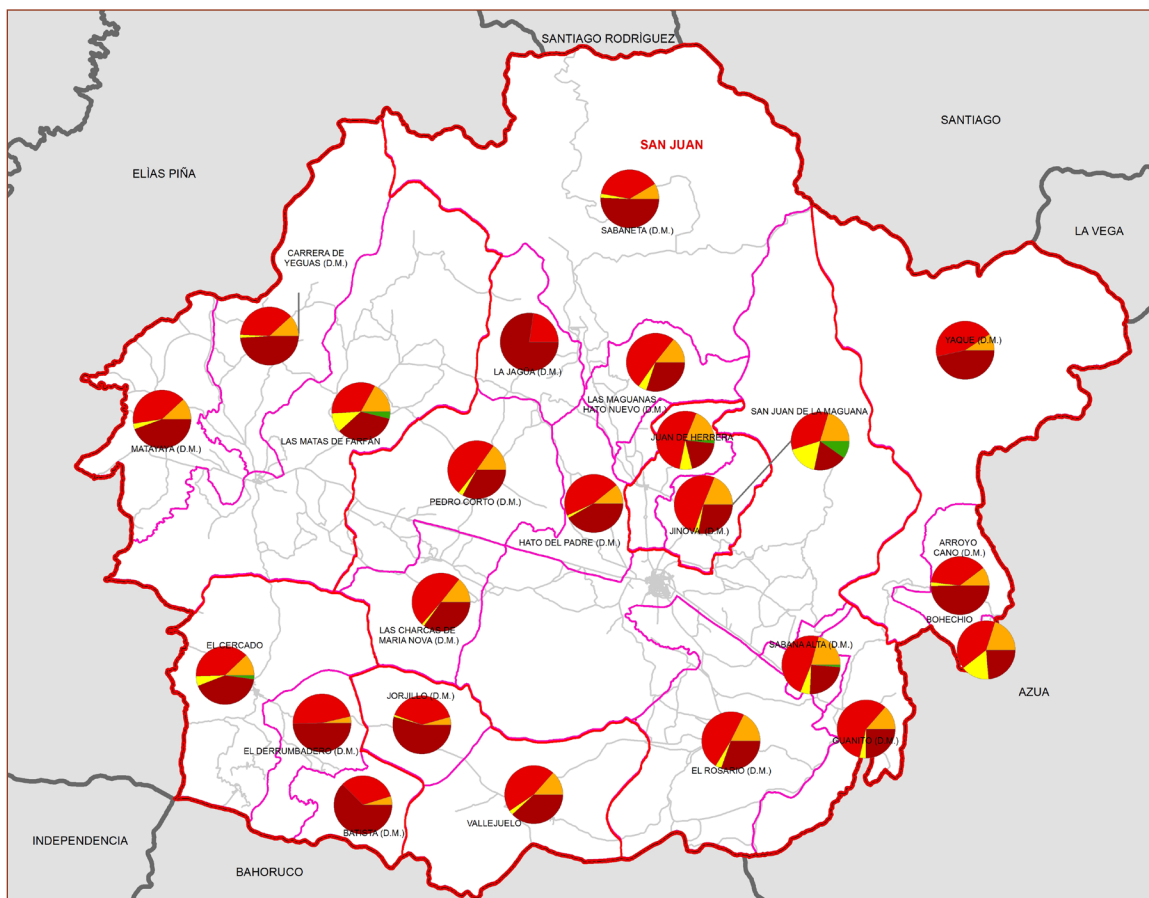 SANTIAGO RODRÌGUEZ
SANTIAGO
SAN JUAN
ELÌAS PIÑA
SABANETA (D.M.)
LA VEGA
CARRERA DE
YEGUAS (D.M.)
YAQUE (D.M.)
LA JAGUA (D.M.)
LAS MAGUANAS -
HATO NUEVO (D.M.)
SAN JUAN DE LA MAGUANA
JUAN DE HERRERA
LAS MATAS DE FARFAN
MATAYAYA (D.M.)
PEDRO CORTO (D.M.)
JINOVA (D.M.)
HATO DEL PADRE (D.M.)
ARROYO
CANO (D.M.)
BOHECHIO
LAS CHARCAS DE
MARIA NOVA (D.M.)
EL CERCADO
SABANA ALTA (D.M.)
AZUA
JORJILLO (D.M.)
EL DERRUMBADERO (D.M.)
GUANITO (D.M.)
EL ROSARIO (D.M.)
VALLEJUELO
BATISTA (D.M.)
INDEPENDENCIA
BAHORUCO